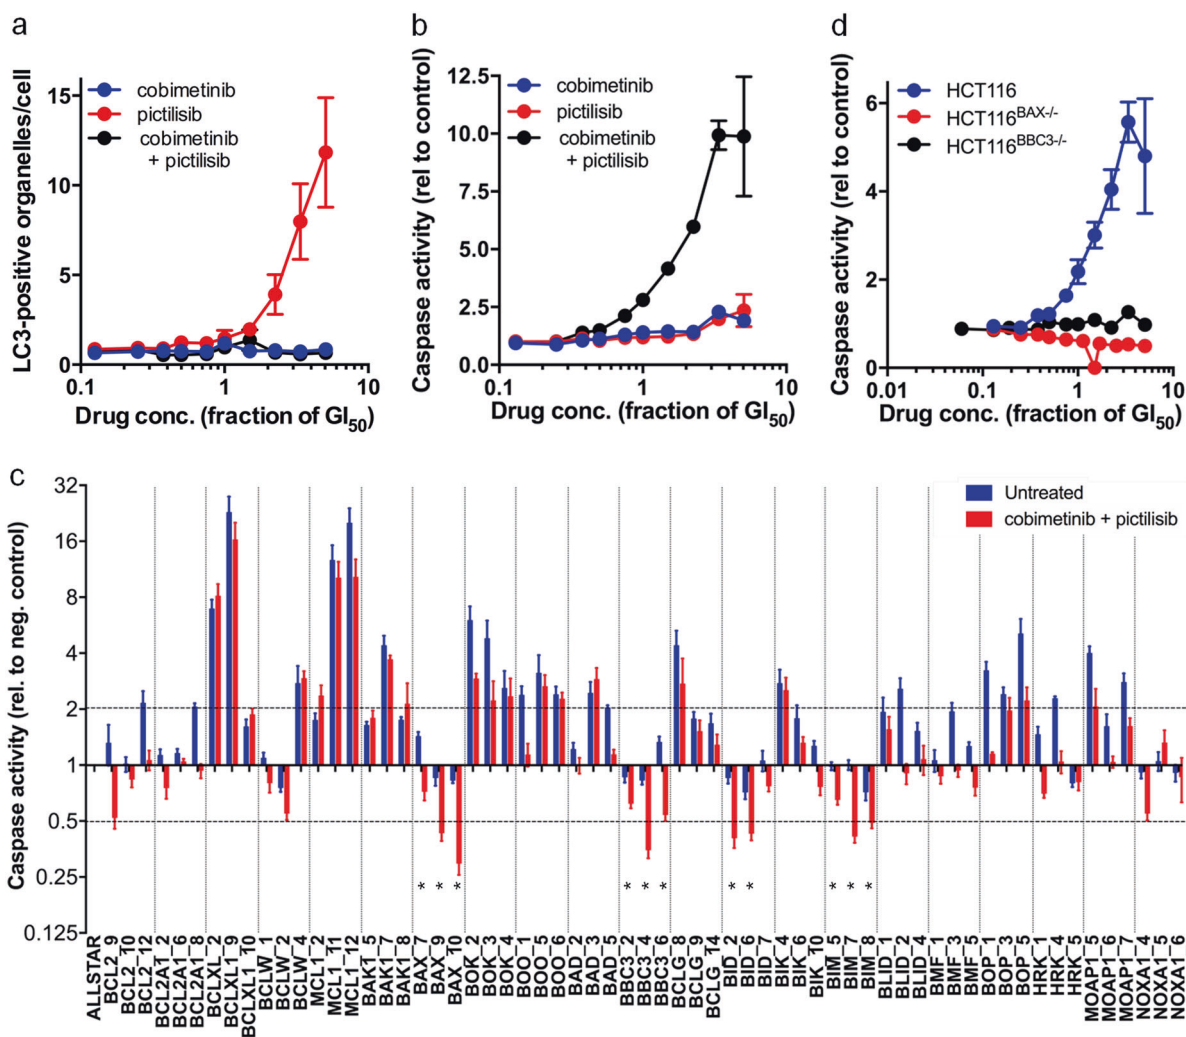 a
LC3-positive organelles/cell
15
10
5
0
0.1
1
10
cobimetinib
pictilisib
cobimetinib
+ pictilisib
Drug conc. (fraction of GI50)
b
Caspase activity (rel to control)
12.5
10.0
7.5
5.0
2.5
0.0
0.1
1
10
cobimetinib
pictilisib
cobimetinib
+ pictilisib
Drug conc. (fraction of GI50)
d
Caspase activity (rel to control)
6
4
2
0
0.01
0.1
1
10
HCT116
HCT116BAX-/-
HCT116BBC3-/-
Drug conc. (fraction of GI50)
c
Caspase activity (rel. to neg. control)
32
16
8
4
2
1
0.5
0.25
0.125
Untreated
cobimetinib + pictilisib
* * * * * * * * * * *
ALLSTAR
BCL2_9
BCL2_10
BCL2_12
BCL2A1_2
BCL2A1_6
BCL2A1_8
BCLXL_2
BCLXL1_9
BCLXL1_10
BCLW_1
BCLW_2
BCLW_4
MCL1_2
MCL1_11
MCL1_12
BAK1_5
BAK1_7
BAK1_8
BAX_7
BAX_9
BAX_10
BOK_2
BOK_3
BOK_4
BOO_1
BOO_5
BOO_6
BAD_2
BAD_3
BAD_5
BBC3_2
BBC3_4
BBC3_6
BCLG_8
BCLG_9
BCLG_14
BID_2
BID_6
BID_7
BIK_4
BIK_6
BIK_10
BIM_5
BIM_7
BIM_8
BLID_1
BLID_2
BLID_4
BMF_1
BMF_3
BMF_5
BOP_1
BOP_3
BOP_5
HRK_1
HRK_4
HRK_5
MOAP1_5
MOAP1_6
MOAP1_7
NOXA1_4
NOXA1_5
NOXA1_6